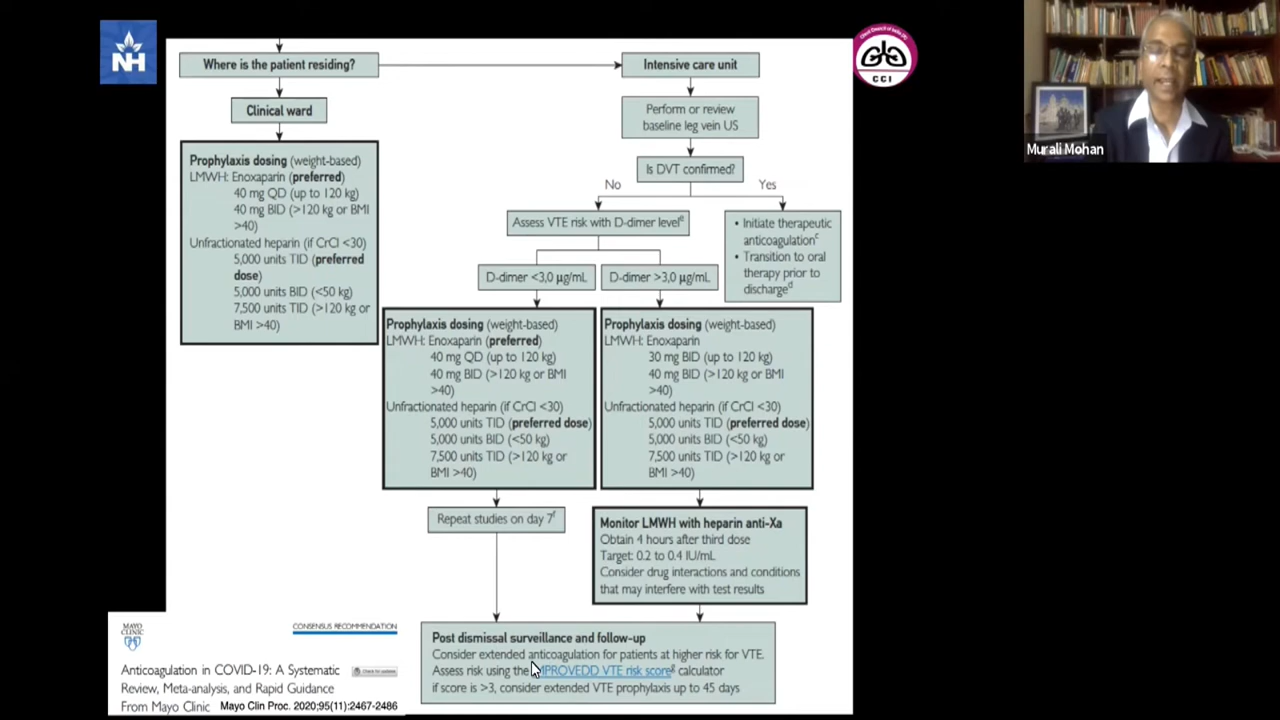 NH
CCI
Murali Mohan
Where is the patient residing?
Intensive care unit
Clinical ward
Perform or review
baseline leg vein US
Is DVT confirmed?
No
Yes
Prophylaxis dosing (weight-based)
LMWH: Enoxaparin (preferred)
40 mg QD (up to 120 kg)
40 mg BID (>120 kg or BMI
>40)
Unfractionated heparin (if CrCl <30)
5,000 units TID (preferred
dose)
5,000 units BID (<50 kg)
7,500 units TID (>120 kg or
BMI >40)
Assess VTE risk with D-dimer levelᵉ
• Initiate therapeutic
anticoagulationᶜ
• Transition to oral
therapy prior to
dischargeᵈ
D-dimer <3,0 µg/mL
D-dimer >3,0 µg/mL
Prophylaxis dosing (weight-based)
LMWH: Enoxaparin (preferred)
40 mg QD (up to 120 kg)
40 mg BID (>120 kg or BMI
>40)
Unfractionated heparin (if CrCl <30)
5,000 units TID (preferred dose)
5,000 units BID (<50 kg)
7,500 units TID (>120 kg or
BMI >40)
Prophylaxis dosing (weight-based)
LMWH: Enoxaparin
30 mg BID (up to 120 kg)
40 mg BID (>120 kg or BMI
>40)
Unfractionated heparin (if CrCl <30)
5,000 units TID (preferred dose)
5,000 units BID (<50 kg)
7,500 units TID (>120 kg or
BMI >40)
Repeat studies on day 7ᶠ
Monitor LMWH with heparin anti-Xa
Obtain 4 hours after third dose
Target: 0.2 to 0.4 IU/mL
Consider drug interactions and conditions
that may interfere with test results
Post dismissal surveillance and follow-up
Consider extended anticoagulation for patients at higher risk for VTE.
Assess risk using the IMPROVEDD VTE risk scoreᵍ calculator
if score is >3, consider extended VTE prophylaxis up to 45 days
MAYO
CLINIC
CONSENSUS RECOMMENDATION
Anticoagulation in COVID-19: A Systematic
Review, Meta-analysis, and Rapid Guidance
From Mayo Clinic Mayo Clin Proc. 2020;95(11):2467-2486